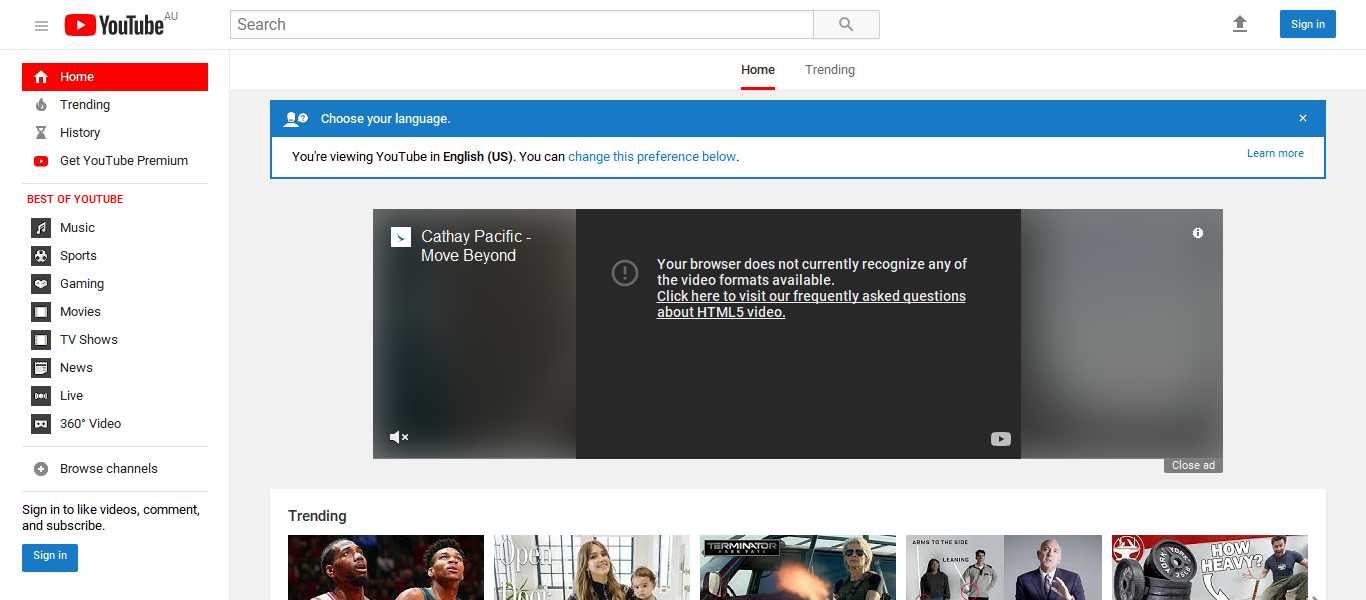 YouTube AU
Search
Sign in
Home
Trending
History
Get YouTube Premium
BEST OF YOUTUBE
Music
Sports
Gaming
Movies
TV Shows
News
Live
360° Video
Browse channels
Sign in to like videos, comment,
and subscribe.
Sign in
Home Trending
Choose your language. ×
You're viewing YouTube in English (US). You can change this preference below.
Learn more
Cathay Pacific -
Move Beyond
Your browser does not currently recognize any of
the video formats available.
Click here to visit our frequently asked questions
about HTML5 video.
Close ad
Trending
Open
Door
TERMINATOR
DARK FATE
ARMS TO THE SIDE
LEANING
YORK
HOW
HEAVY?